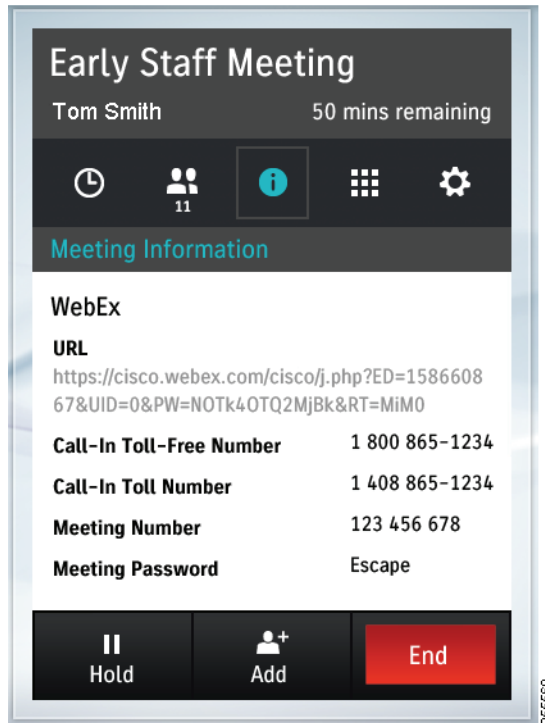 Early Staff Meeting
Tom Smith 50 mins remaining
11
Meeting Information
WebEx
URL
https://cisco.webex.com/cisco/j.php?ED=1586608
67&UID=0&PW=NOTk4OTQ2MjBk&RT=MiM0
Call-In Toll-Free Number 1 800 865-1234
Call-In Toll Number 1 408 865-1234
Meeting Number 123 456 678
Meeting Password Escape
Hold Add End